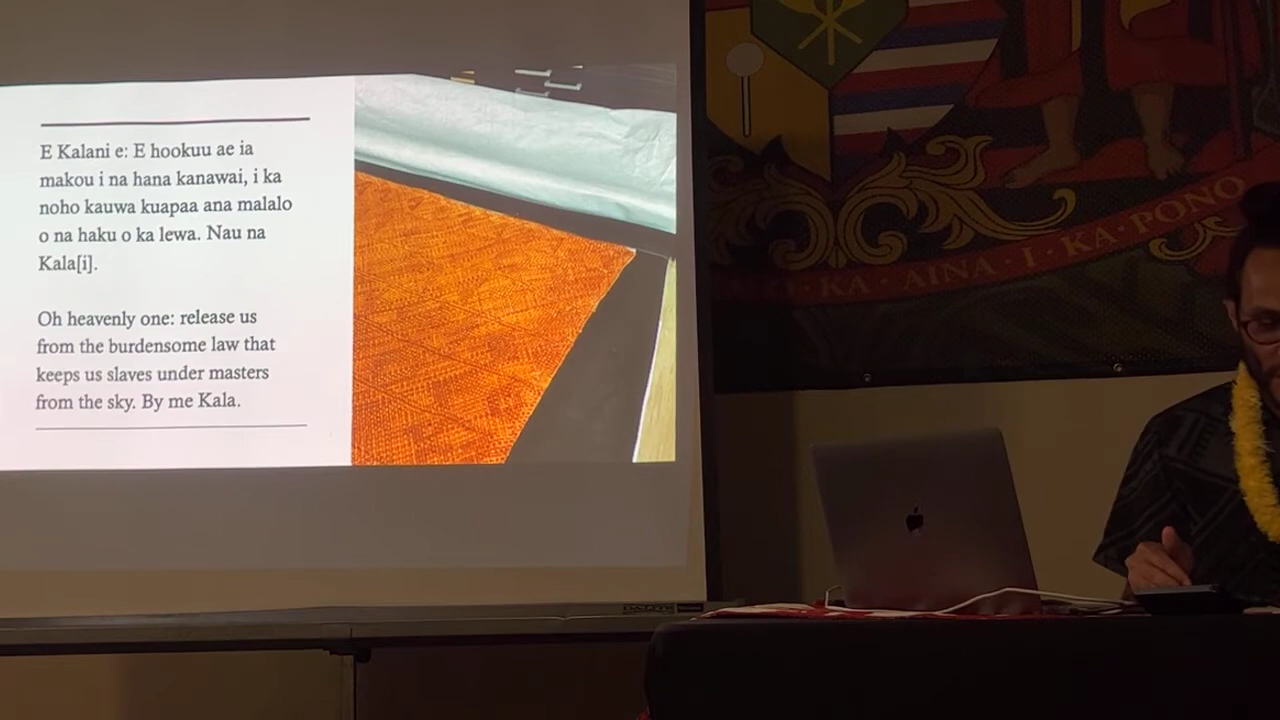 E Kalani e: E hookuu ae ia
makou i na hana kanawai, i ka
noho kauwa kuapaa ana malalo
o na haku o ka lewa. Nau na
Kala[i].
Oh heavenly one: release us
from the burdensome law that
keeps us slaves under masters
from the sky. By me Kala.
KA · AINA · I · KA · PONO
DA-LITE